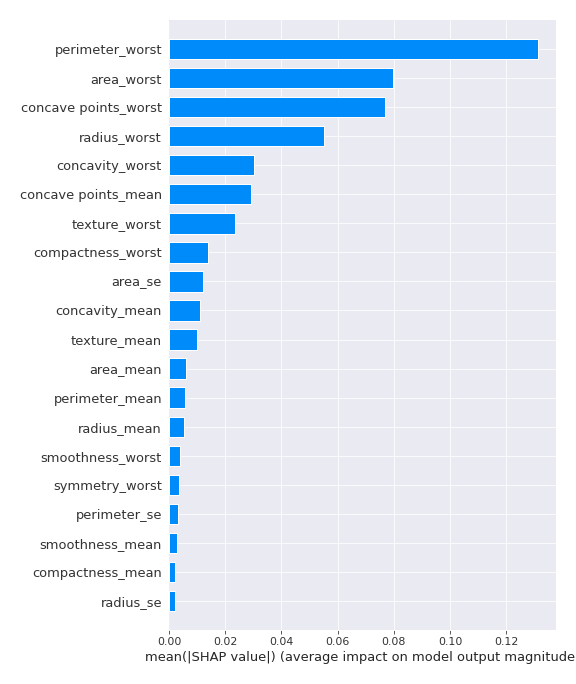 perimeter_worst
area_worst
concave points_worst
radius_worst
concavity_worst
concave points_mean
texture_worst
compactness_worst
area_se
concavity_mean
texture_mean
area_mean
perimeter_mean
radius_mean
smoothness_worst
symmetry_worst
perimeter_se
smoothness_mean
compactness_mean
radius_se
0.00 0.02 0.04 0.06 0.08 0.10 0.12
mean(|SHAP value|) (average impact on model output magnitude